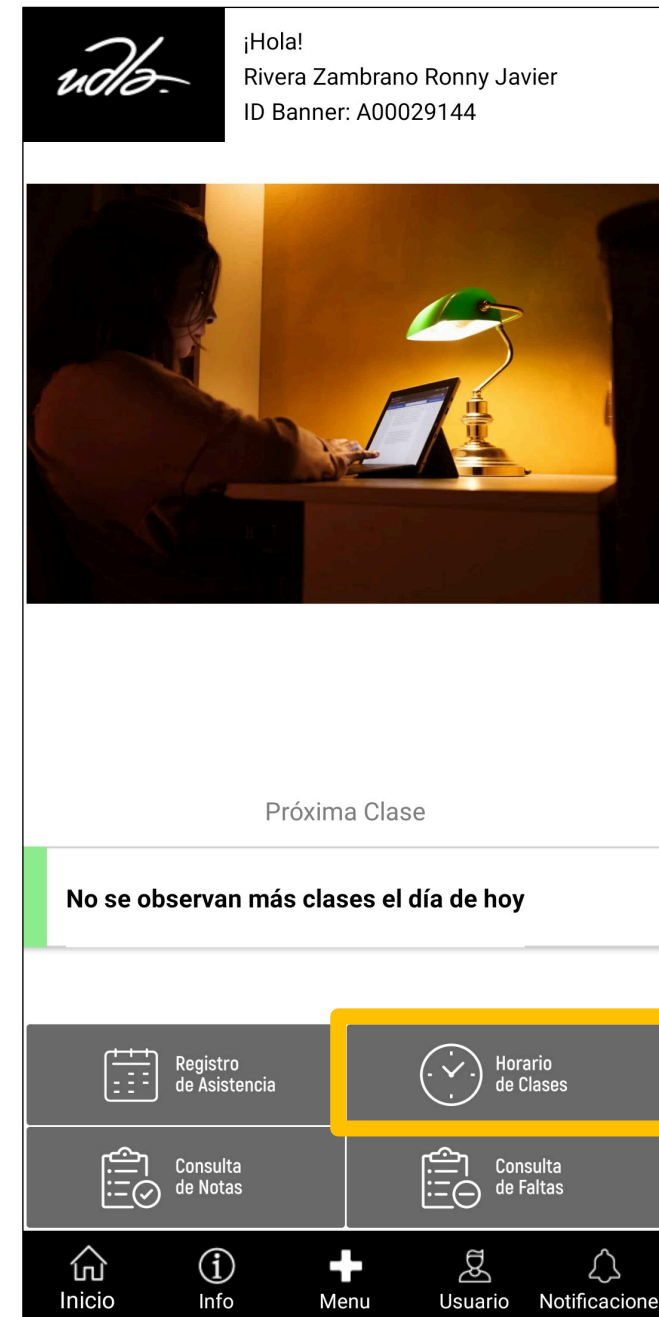 udla-
¡Hola!
Rivera Zambrano Ronny Javier
ID Banner: A00029144
Próxima Clase
No se observan más clases el día de hoy
Registro
de Asistencia
Horario
de Clases
Consulta
de Notas
Consulta
de Faltas
Inicio
Info
Menu
Usuario
Notificacione